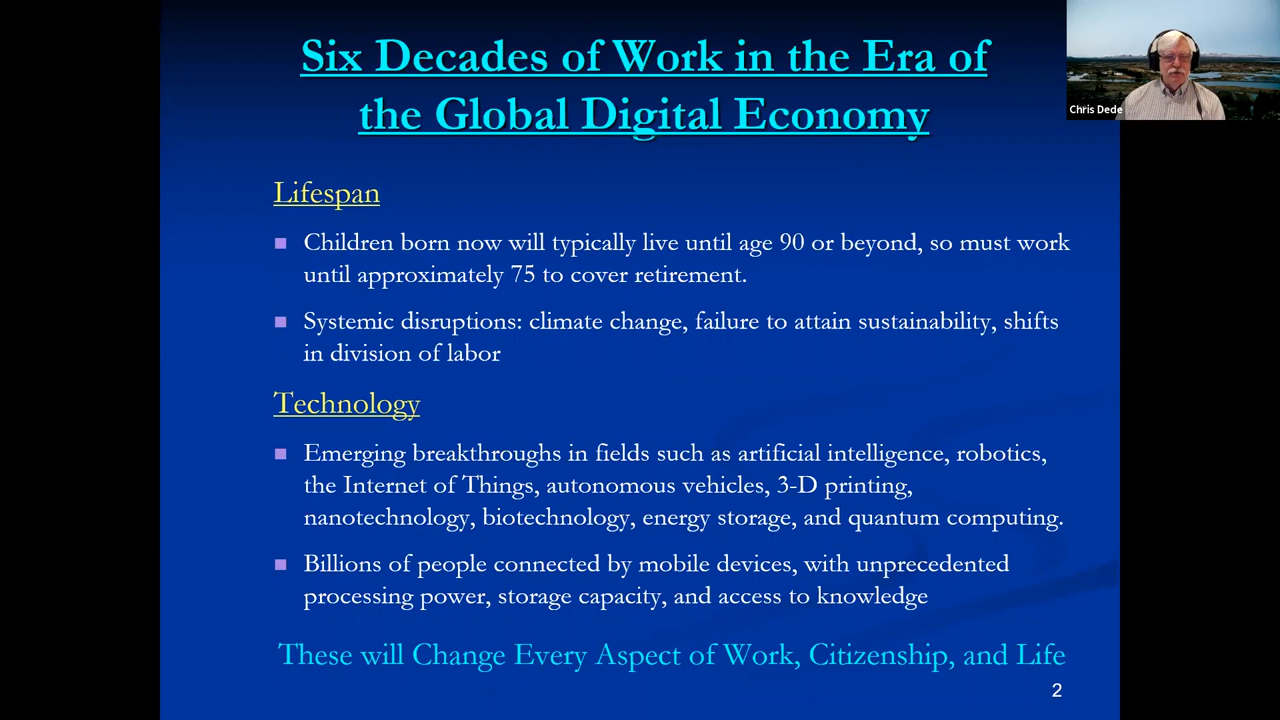 Six Decades of Work in the Era of
the Global Digital Economy
Chris Dede
Lifespan
Children born now will typically live until age 90 or beyond, so must work
until approximately 75 to cover retirement.
Systemic disruptions: climate change, failure to attain sustainability, shifts
in division of labor
Technology
Emerging breakthroughs in fields such as artificial intelligence, robotics,
the Internet of Things, autonomous vehicles, 3-D printing,
nanotechnology, biotechnology, energy storage, and quantum computing.
Billions of people connected by mobile devices, with unprecedented
processing power, storage capacity, and access to knowledge
These will Change Every Aspect of Work, Citizenship, and Life
2